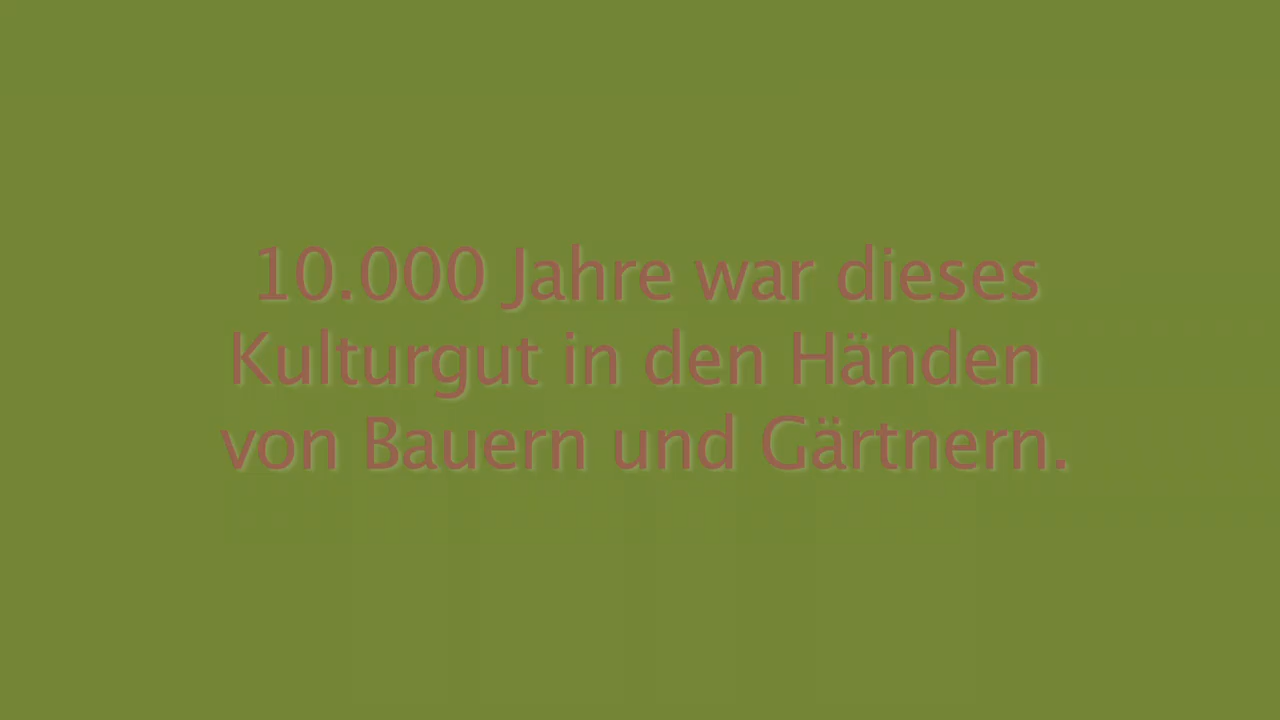 10.000 Jahre war dieses
Kulturgut in den Händen
von Bauern und Gärtnern.